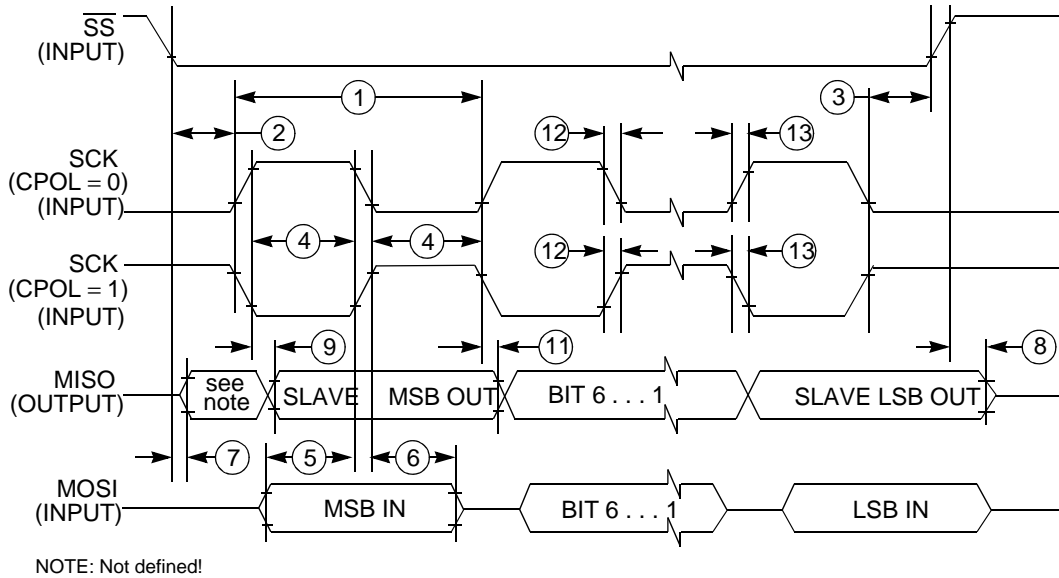 SS
(INPUT)
1
3
2
12
13
SCK
(CPOL = 0)
(INPUT)
4
4
12
13
SCK
(CPOL = 1)
(INPUT)
9
11
8
MISO
(OUTPUT)
see
note
SLAVE MSB OUT
BIT 6 . . . 1
SLAVE LSB OUT
7
5
6
MOSI
(INPUT)
MSB IN
BIT 6 . . . 1
LSB IN
NOTE: Not defined!